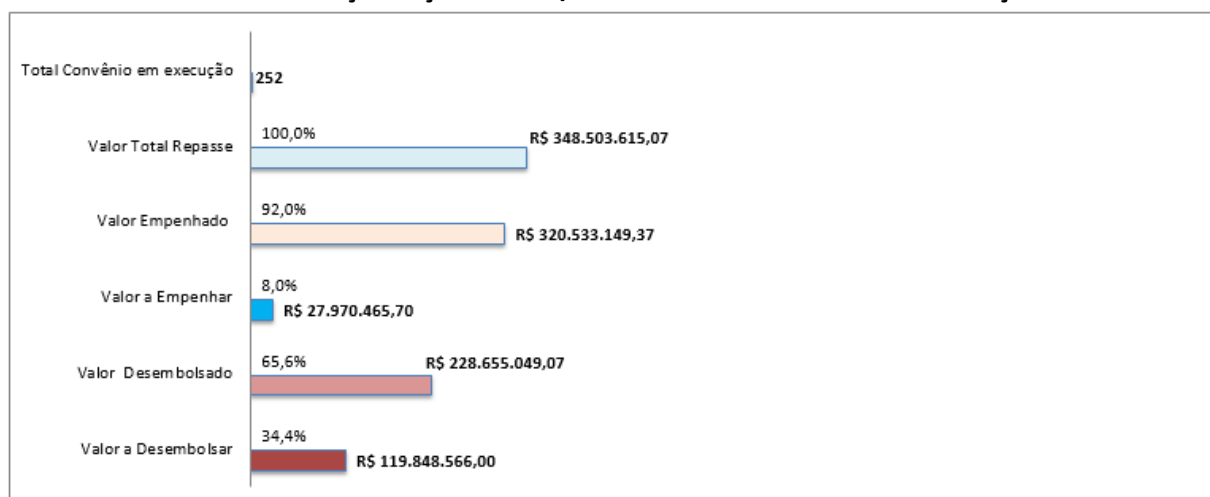 Total Convênio em execução
252
100,0%
R$ 348.503.615,07
Valor Total Repasse
92,0%
Valor Empenhado
R$ 320.533.149,37
8,0%
Valor a Empenhar
R$ 27.970.465,70
65,6%
R$ 228.655.049,07
Valor Desembolsado
34,4%
Valor a Desembolsar
R$ 119.848.566,00